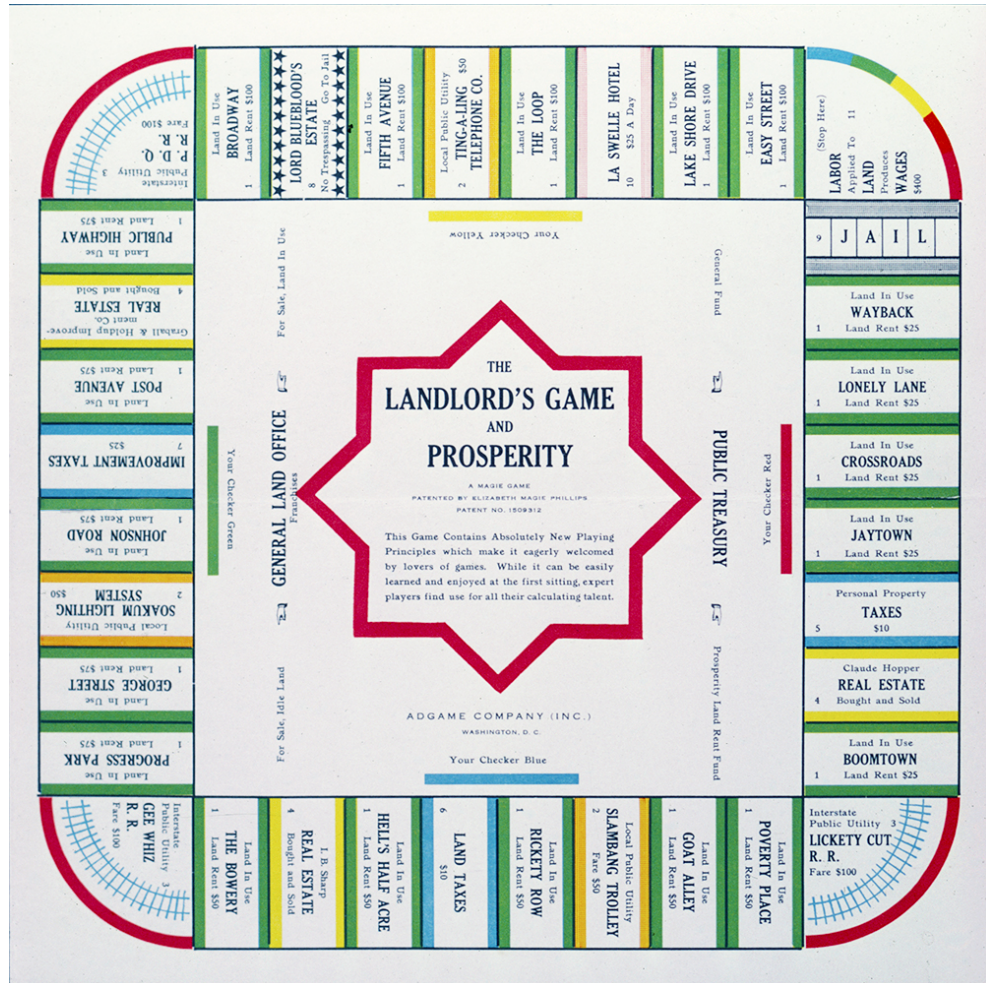 Interstate
Public Utility 3
P. D. Q.
R. R.
Fare $100
Land In Use
BROADWAY
1 Land Rent $100
LORD BLUEBLOOD'S
ESTATE
8
No Trespassing Go To Jail
Land In Use
FIFTH AVENUE
1 Land Rent $100
Local Public Utility
TING-A-LING
TELEPHONE CO.
2 $50
Land In Use
THE LOOP
1 Land Rent $100
LA SWELLE HOTEL
10 $25 A Day
Land In Use
LAKE SHORE DRIVE
1 Land Rent $100
Land In Use
EASY STREET
1 Land Rent $100
(Stop Here)
LABOR
Applied To 11
LAND
Produces
WAGES
$400
9 JAIL
Land In Use
WAYBACK
1 Land Rent $25
Land In Use
LONELY LANE
1 Land Rent $25
Land In Use
CROSSROADS
1 Land Rent $25
Land In Use
JAYTOWN
1 Land Rent $25
Personal Property
TAXES
5 $10
Claude Hopper
REAL ESTATE
4 Bought and Sold
Land In Use
BOOMTOWN
1 Land Rent $25
Interstate
Public Utility 3
LICKETY CUT
R. R.
Fare $100
Land In Use
POVERTY PLACE
1 Land Rent $50
Land In Use
GOAT ALLEY
1 Land Rent $50
Local Public Utility
SLAMBANG TROLLEY
2 Fare $50
Land In Use
RICKETY ROW
1 Land Rent $50
LAND TAXES
6 $10
Land In Use
HELL'S HALF ACRE
1 Land Rent $50
I. B. Sharp
REAL ESTATE
4 Bought and Sold
Land In Use
THE BOWERY
1 Land Rent $50
Interstate
Public Utility 3
GEE WHIZ
R. R.
Fare $100
Land In Use
PROGRESS PARK
1 Land Rent $75
Land In Use
GEORGE STREET
1 Land Rent $75
Local Public Utility
SOAKUM LIGHTING
SYSTEM
2 $50
Land In Use
JOHNSON ROAD
1 Land Rent $75
IMPROVEMENT TAXES
7 $25
Land In Use
POST AVENUE
1 Land Rent $75
Graball & Holdup Improve-
ment Co.
REAL ESTATE
4 Bought and Sold
Land In Use
PUBLIC HIGHWAY
1 Land Rent $75
Your Checker Yellow
For Sale, Land In Use
GENERAL LAND OFFICE
Franchises
For Sale, Idle Land
Your Checker Green
THE
LANDLORD'S GAME
AND
PROSPERITY
A MAGIE GAME
PATENTED BY ELIZABETH MAGIE PHILLIPS
PATENT NO. 1509312
This Game Contains Absolutely New Playing
Principles which make it eagerly welcomed
by lovers of games. While it can be easily
learned and enjoyed at the first sitting, expert
players find use for all their calculating talent.
General Fund
PUBLIC TREASURY
Prosperity Land Rent Fund
Your Checker Red
ADGAME COMPANY (INC.)
WASHINGTON, D. C.
Your Checker Blue